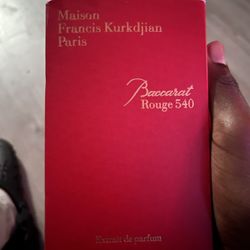 Maison
Francis Kurkdjian
Paris
Baccarat
Rouge 540
Extrait de parfum